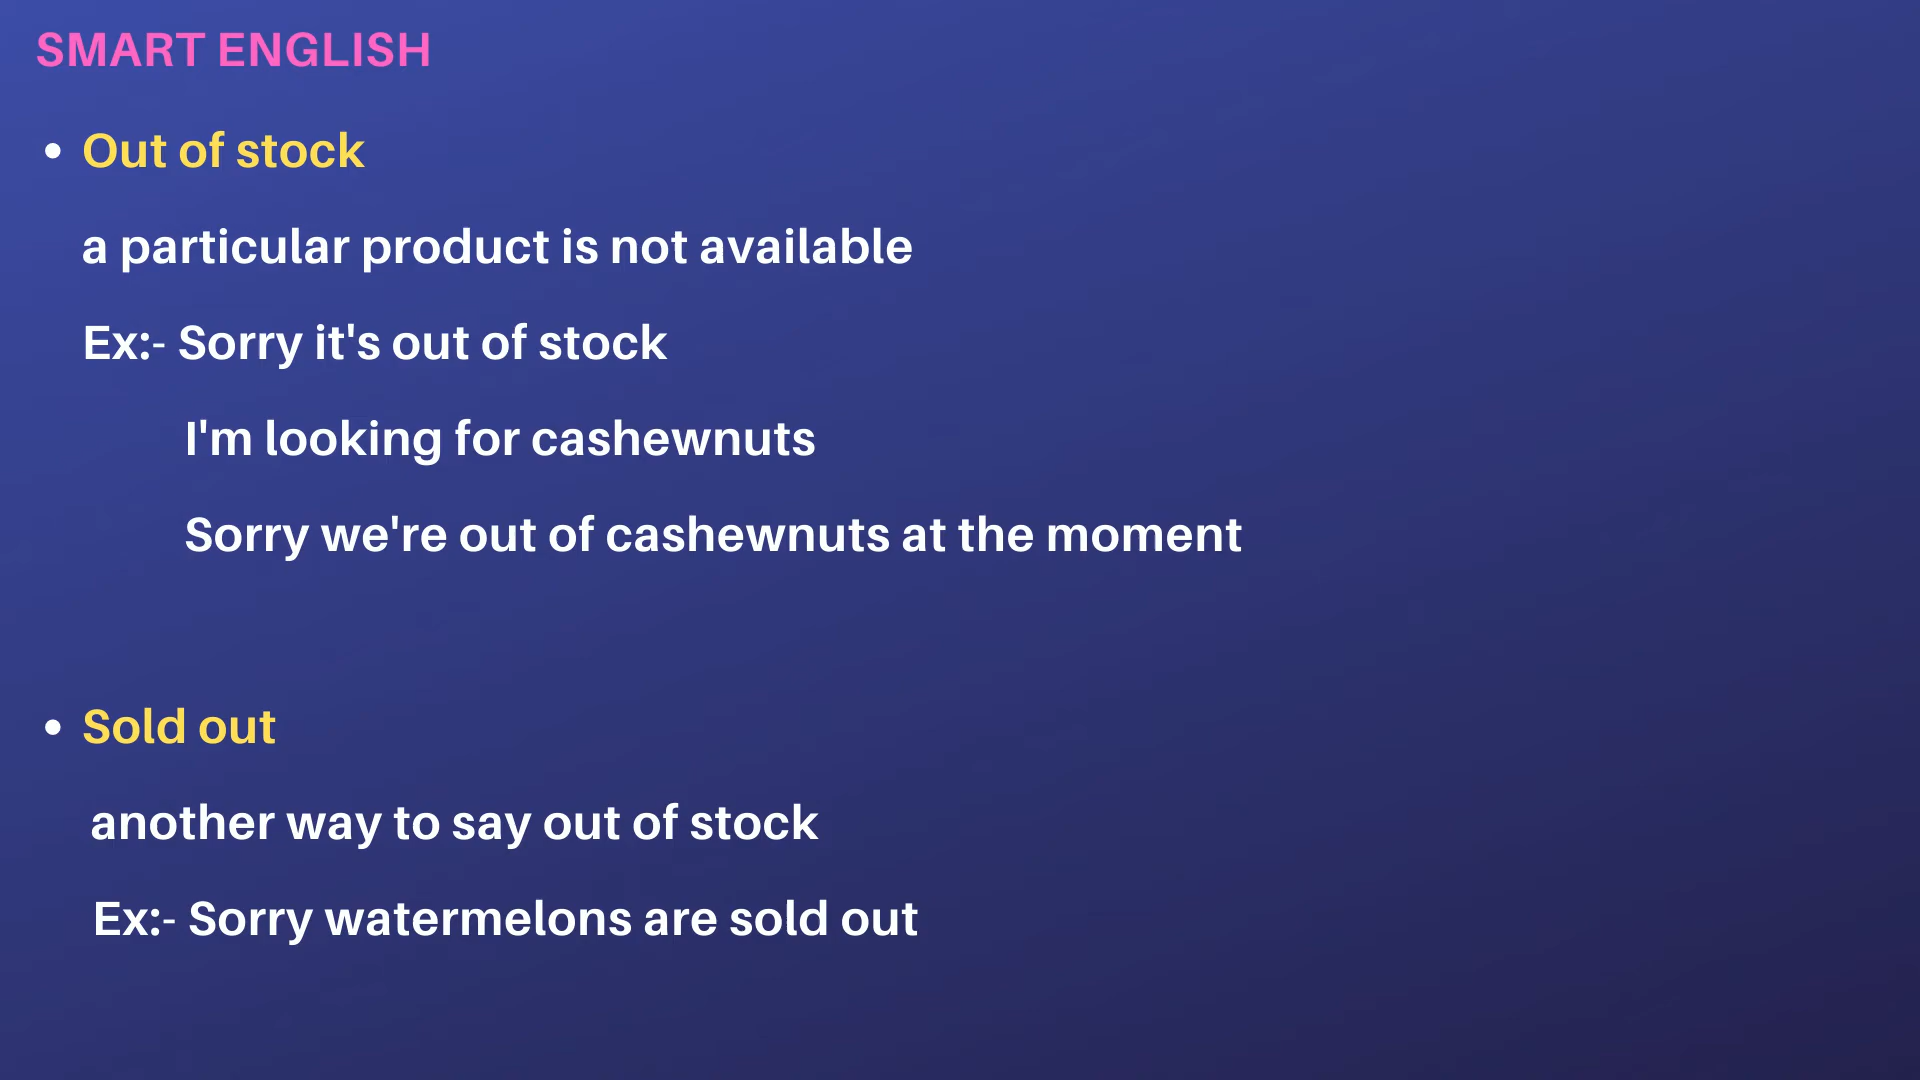 SMART ENGLISH
• Out of stock
a particular product is not available
Ex:- Sorry it's out of stock
I'm looking for cashewnuts
Sorry we're out of cashewnuts at the moment
• Sold out
another way to say out of stock
Ex:- Sorry watermelons are sold out